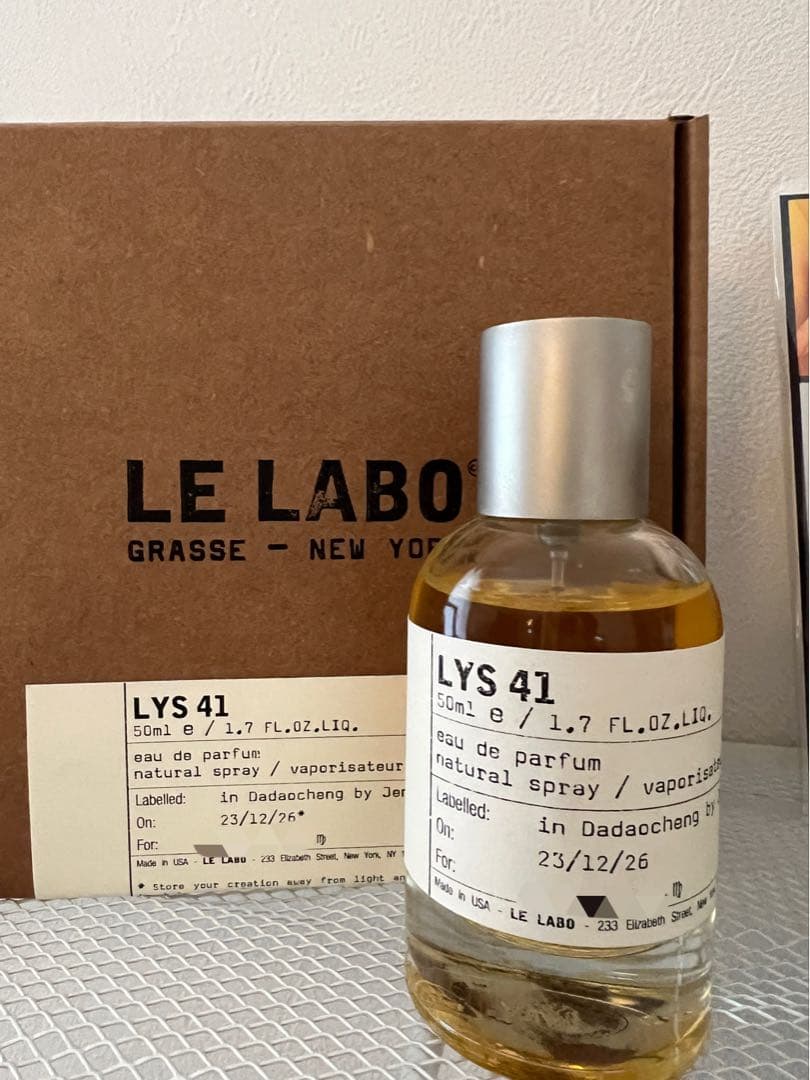 LE LABO
GRASSE — NEW
LYS 41
50ml e / 1.7 FL.OZ.LIQ.
eau de parfum
natural spray / vaporisateur
Labelled: in Dadaocheng by
On: 23/12/26*
For: ♍
Made in USA - LE LABO - 233 Elizabeth Street, New York, NY
* Store your creation away from light
LYS 41
50ml e / 1.7 FL.OZ.LIQ.
eau de parfum
natural spray /
Labelled: in Dadaocheng by
On: 23/12/26
For: ♍
Made in USA - LE LABO - 233 Elizabeth Street, New